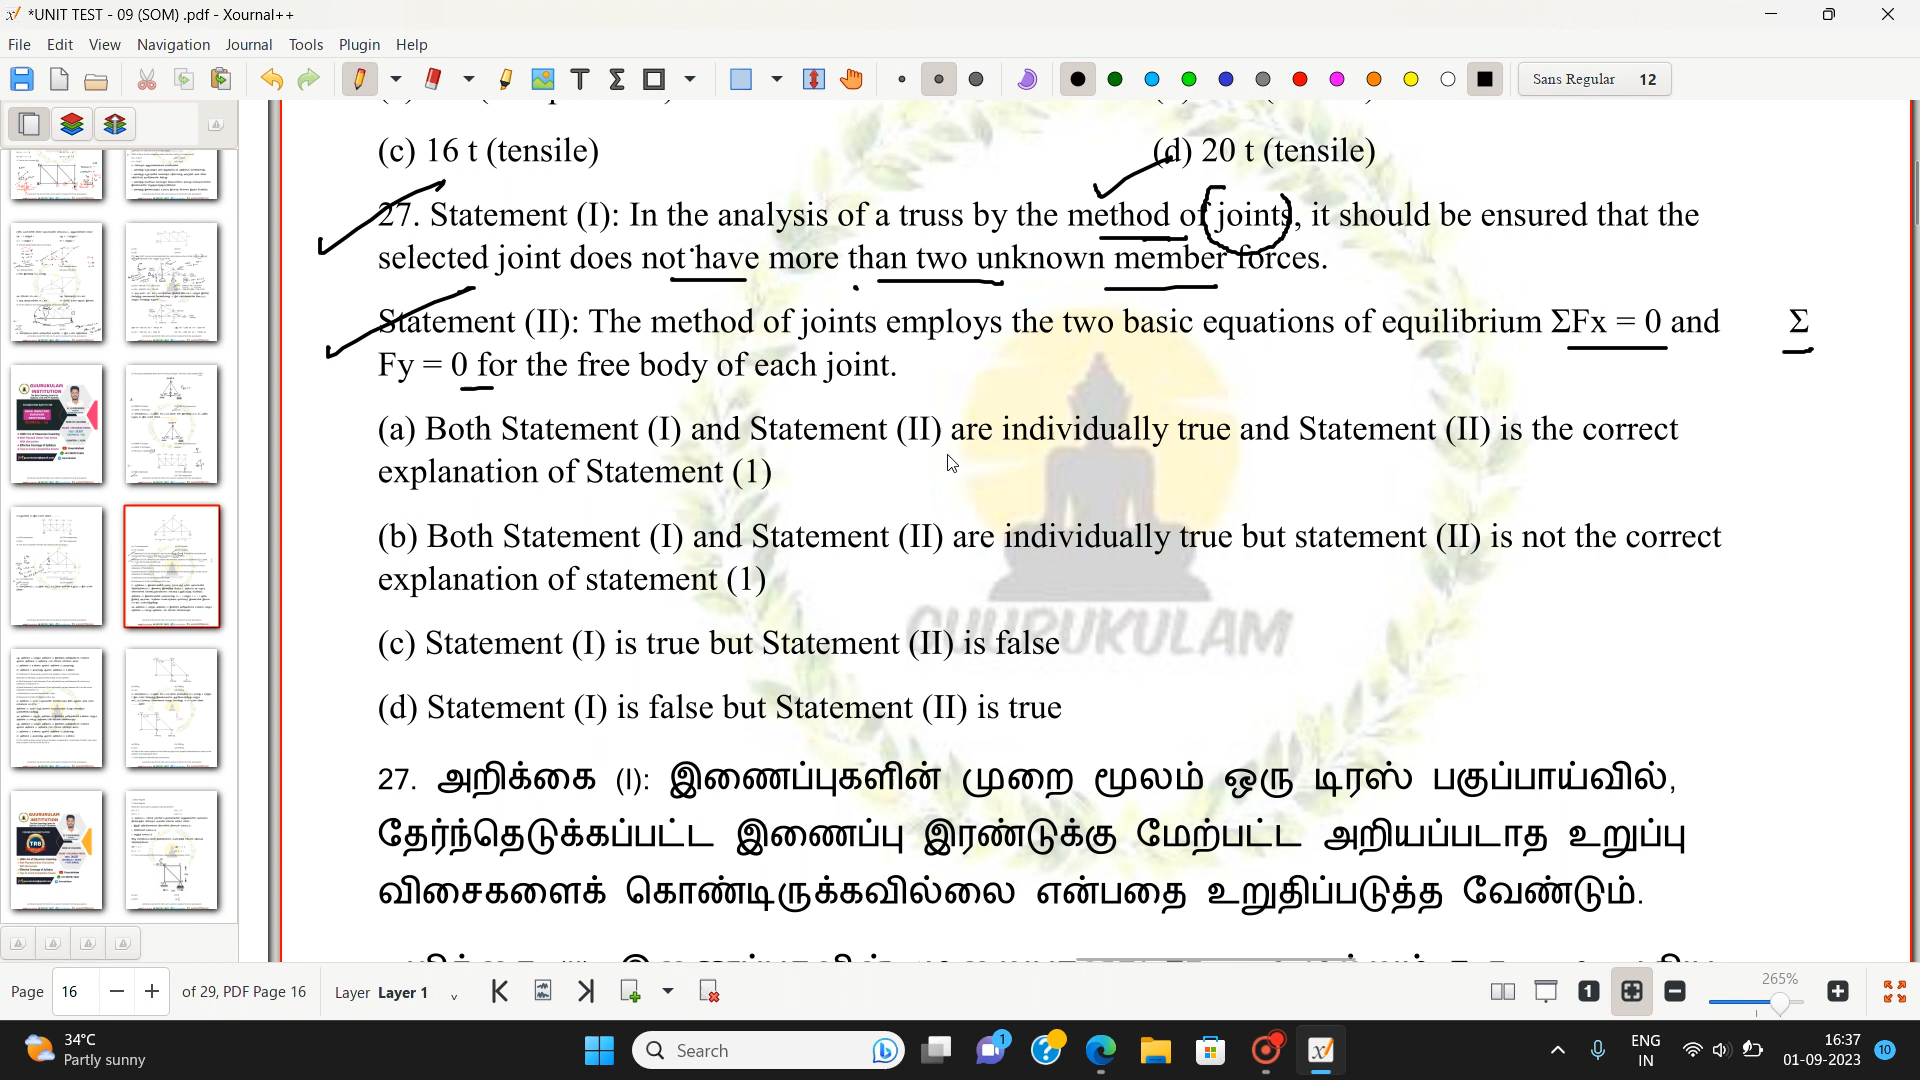 *UNIT TEST - 09 (SOM) .pdf - Xournal++
File Edit View Navigation Journal Tools Plugin Help
Sans Regular 12
(c) 16 t (tensile) (d) 20 t (tensile)
27. Statement (I): In the analysis of a truss by the method of joints, it should be ensured that the
selected joint does not have more than two unknown member forces.
Statement (II): The method of joints employs the two basic equations of equilibrium ΣFx = 0 and Σ
Fy = 0 for the free body of each joint.
(a) Both Statement (I) and Statement (II) are individually true and Statement (II) is the correct
explanation of Statement (1)
(b) Both Statement (I) and Statement (II) are individually true but statement (II) is not the correct
explanation of statement (1)
GUURUKULAM
(c) Statement (I) is true but Statement (II) is false
(d) Statement (I) is false but Statement (II) is true
27. அறிக்கை (I): இணைப்புகளின் முறை மூலம் ஒரு டிரஸ் பகுப்பாய்வில்,
தேர்ந்தெடுக்கப்பட்ட இணைப்பு இரண்டுக்கு மேற்பட்ட அறியப்படாத உறுப்பு
விசைகளைக் கொண்டிருக்கவில்லை என்பதை உறுதிப்படுத்த வேண்டும்.
Page 16 of 29, PDF Page 16 Layer Layer 1 265%
34°C
Partly sunny
Search
ENG
IN
16:37
01-09-2023
10